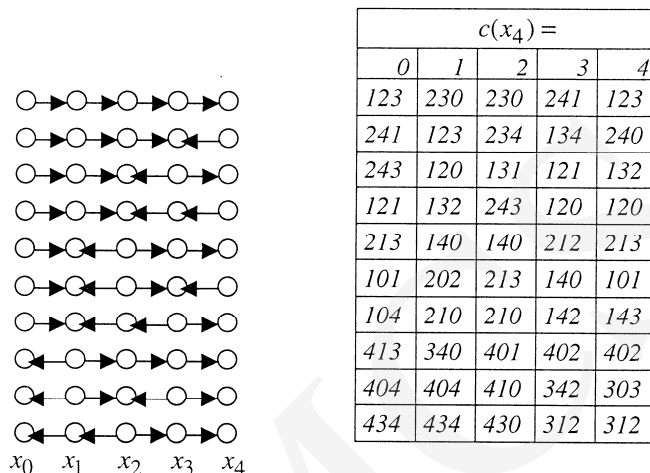 c(x4) =
0 1 2 3 4
123 230 230 241 123
241 123 234 134 240
243 120 131 121 132
121 132 243 120 120
213 140 140 212 213
101 202 213 140 101
104 210 210 142 143
413 340 401 402 402
404 404 410 342 303
434 434 430 312 312
x0 x1 x2 x3 x4